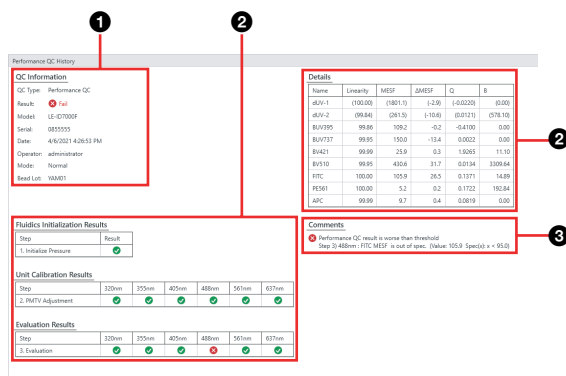 1
2
Performance QC History
QC Information
QC Type: Performance QC
Result: Fail
Model: LE-ID7000F
Serial: 0855555
Date: 4/6/2021 4:26:53 PM
Operator: administrator
Mode: Normal
Bead Lot: YAM01
Details
Name Linearity MESF ΔMESF Q B
dUV-1 (100.00) (1801.1) (-2.9) (-0.0220) (0.00)
dUV-2 (99.84) (261.5) (-10.6) (0.0121) (578.10)
BUV395 99.86 109.2 -0.2 -0.4100 0.00
BUV737 99.95 150.0 -13.4 0.0022 0.00
BV421 99.99 25.9 0.3 1.9265 11.10
BV510 99.95 430.6 31.7 0.0134 3309.64
FITC 100.00 105.9 26.5 0.1371 14.89
PE561 100.00 5.2 0.2 0.1722 192.84
APC 99.99 9.7 0.4 0.0819 0.00
2
Fluidics Initialization Results
Step Result
1. Initialize Pressure
Unit Calibration Results
Step 320nm 355nm 405nm 488nm 561nm 637nm
2. PMTV Adjustment
Evaluation Results
Step 320nm 355nm 405nm 488nm 561nm 637nm
3. Evaluation
Comments
Performance QC result is worse than threshold
Step 3) 488nm : FITC MESF is out of spec. (Value: 105.9 Spec(s): x < 95.0)
3